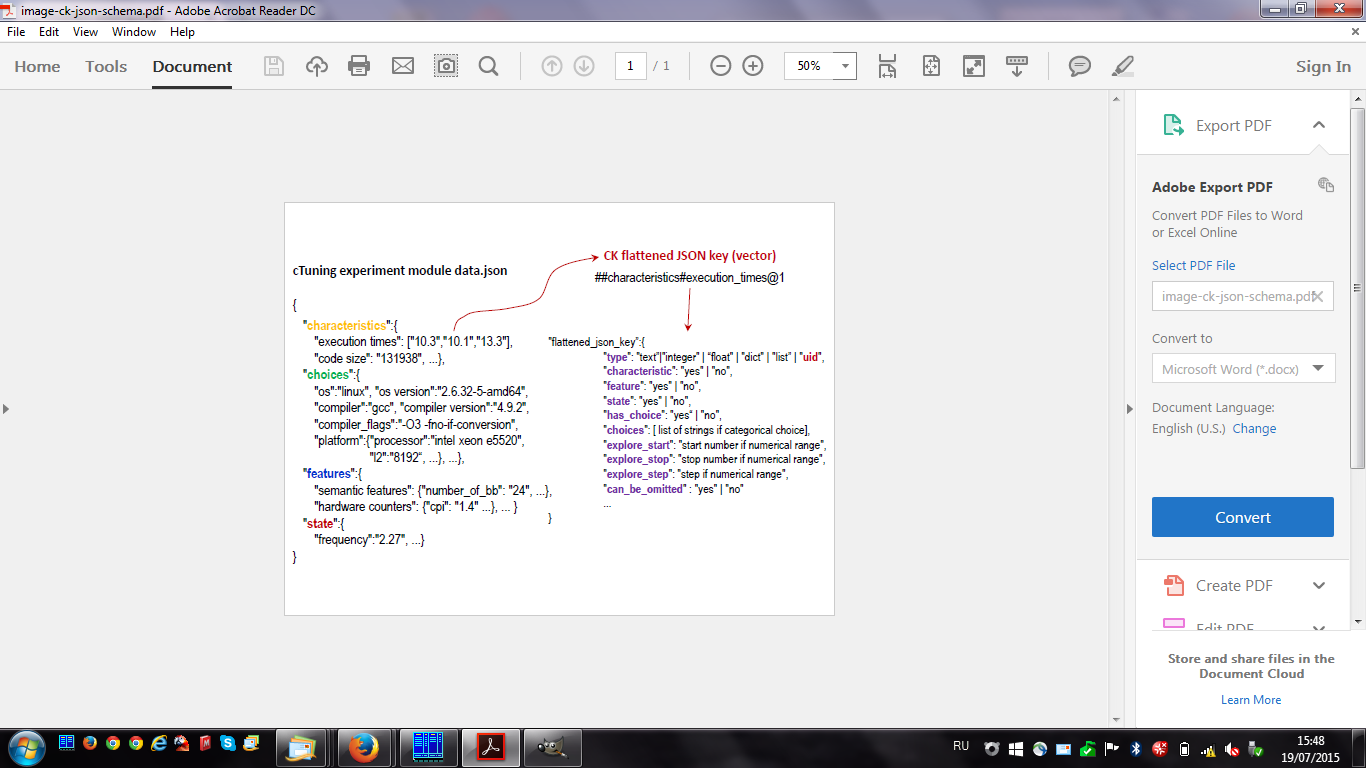 image-ck-json-schema.pdf - Adobe Acrobat Reader DC
File Edit View Window Help
Home Tools Document 1 / 1 50% Sign In
cTuning experiment module data.json
{
"characteristics":{
"execution times": ["10.3","10.1","13.3"],
"code size": "131938", ...},
"choices":{
"os":"linux", "os version":"2.6.32-5-amd64",
"compiler":"gcc", "compiler version":"4.9.2",
"compiler_flags":"-O3 -fno-if-conversion",
"platform":{"processor":"intel xeon e5520",
"l2":"8192“, ...}, ...},
"features":{
"semantic features": {"number_of_bb": "24", ...},
"hardware counters": {"cpi": "1.4" ...}, ... }
"state":{
"frequency":"2.27", ...}
}
CK flattened JSON key (vector)
##characteristics#execution_times@1
"flattened_json_key":{
"type": "text"|"integer" | “float" | "dict" | "list" | "uid",
"characteristic": "yes" | "no",
"feature": "yes" | "no",
"state": "yes" | "no",
"has_choice": "yes“ | "no",
"choices": [ list of strings if categorical choice],
"explore_start": "start number if numerical range",
"explore_stop": "stop number if numerical range",
"explore_step": "step if numerical range",
"can_be_omitted" : "yes" | "no"
...
}
Export PDF
Adobe Export PDF
Convert PDF Files to Word
or Excel Online
Select PDF File
image-ck-json-schema.pdf
Convert to
Microsoft Word (*.docx)
Document Language:
English (U.S.) Change
Convert
Create PDF
Edit PDF
Store and share files in the
Document Cloud
Learn More
RU
15:48
19/07/2015